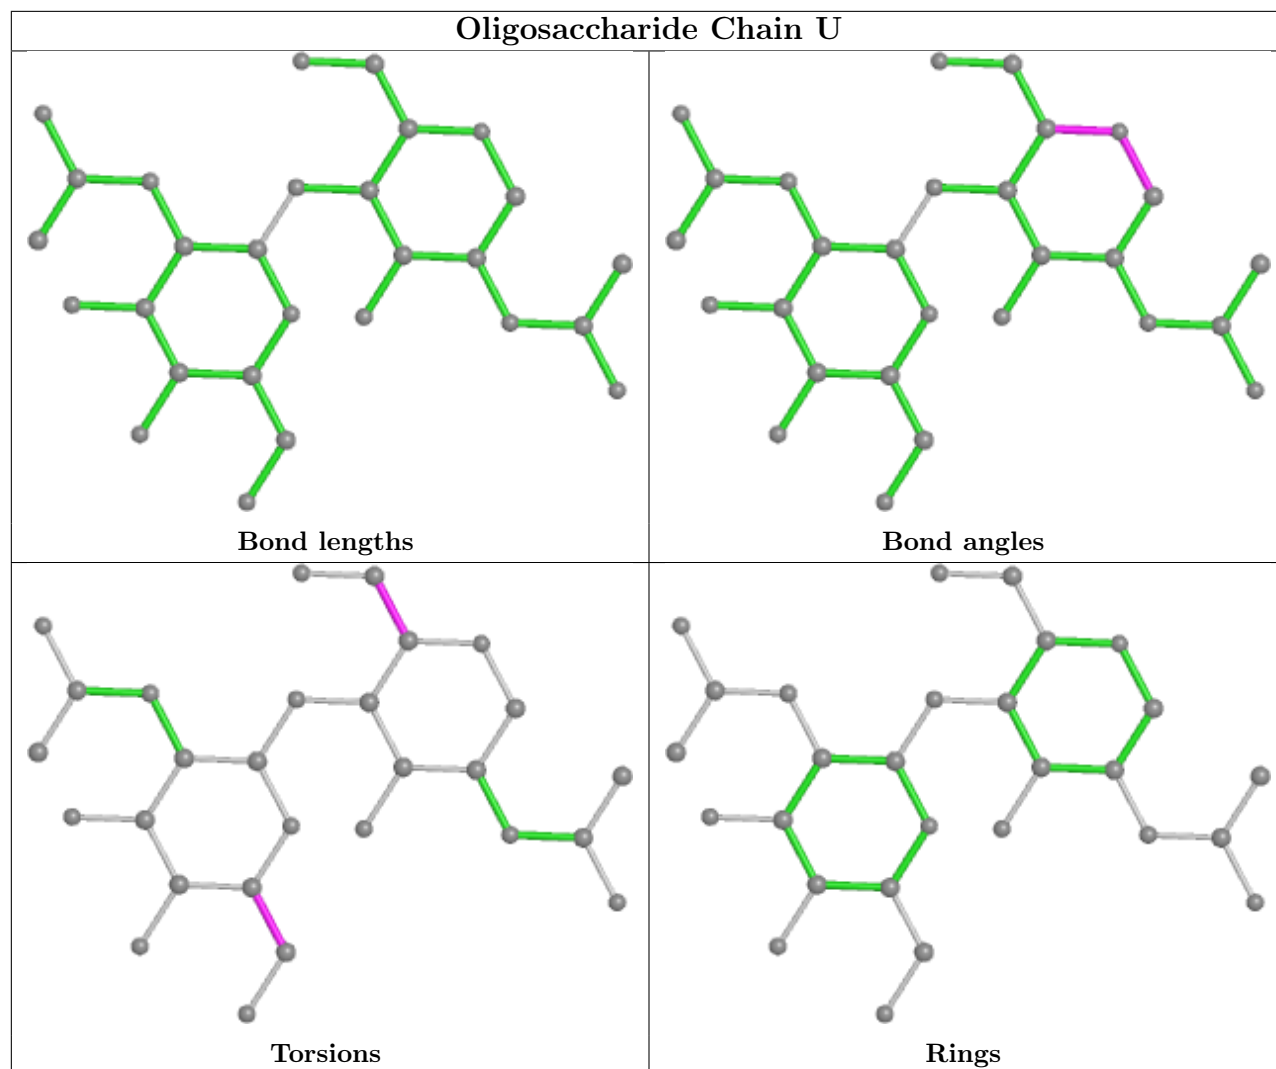 Oligosaccharide Chain U
Bond lengths
Bond angles
Torsions
Rings